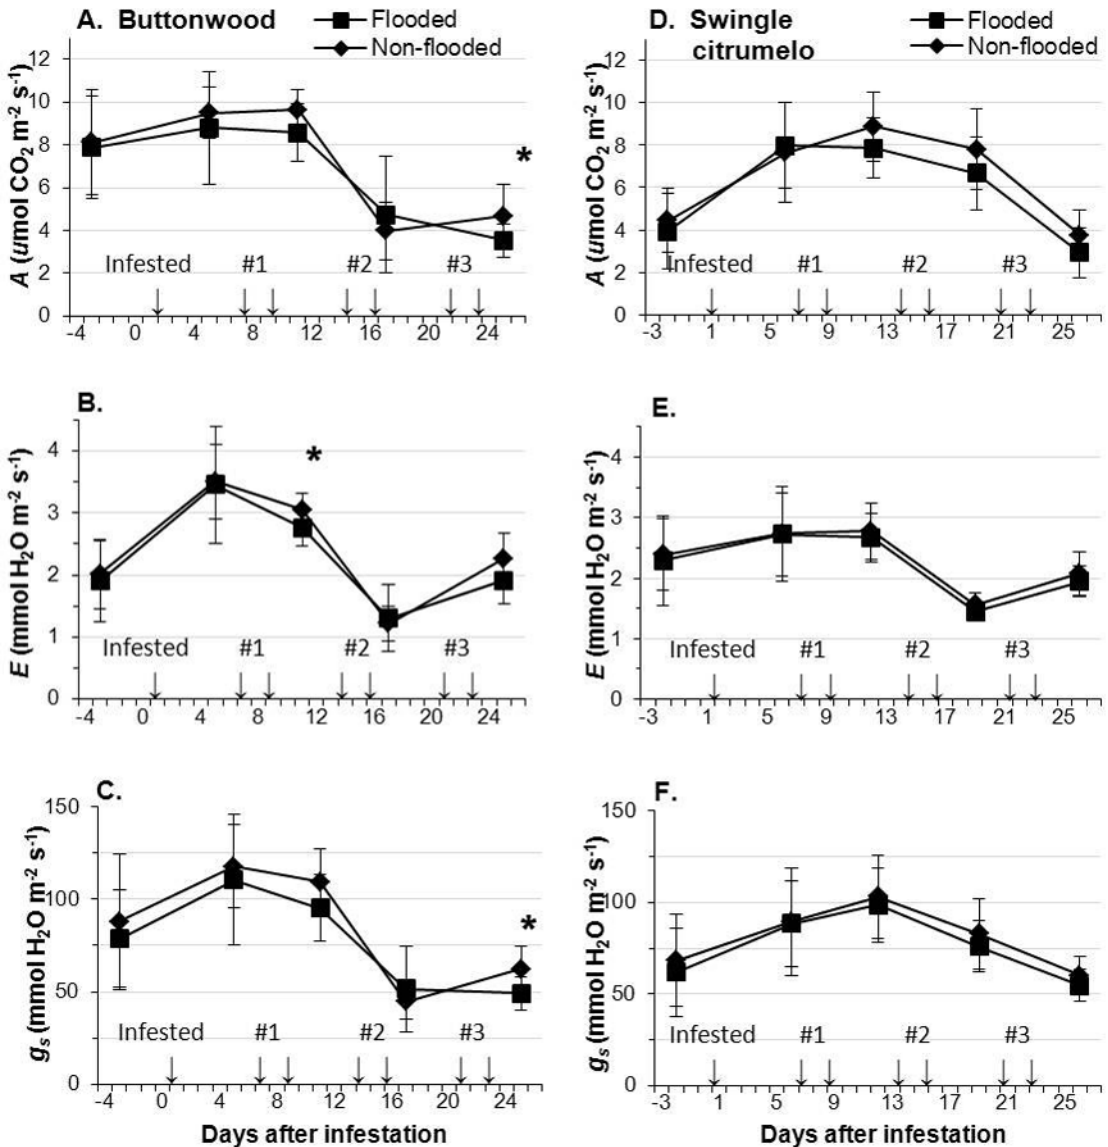 A. Buttonwood
Flooded
Non-flooded
A (umol CO2 m-2 s-1)
12
10
8
6
4
2
0
*
Infested #1 #2 #3
-4 0 4 8 12 16 20 24
D. Swingle
citrumelo
Flooded
Non-flooded
A (umol CO2 m-2 s-1)
12
10
8
6
4
2
0
Infested #1 #2 #3
-3 1 5 9 13 17 21 25
B.
E (mmol H2O m-2 s-1)
4
3
2
1
0
*
Infested #1 #2 #3
-4 0 4 8 12 16 20 24
E.
E (mmol H2O m-2 s-1)
4
3
2
1
0
Infested #1 #2 #3
-3 1 5 9 13 17 21 25
C.
gs (mmol H2O m-2 s-1)
150
100
50
0
*
Infested #1 #2 #3
-4 0 4 8 12 16 20 24
Days after infestation
F.
gs (mmol H2O m-2 s-1)
150
100
50
0
Infested #1 #2 #3
-3 1 5 9 13 17 21 25
Days after infestation